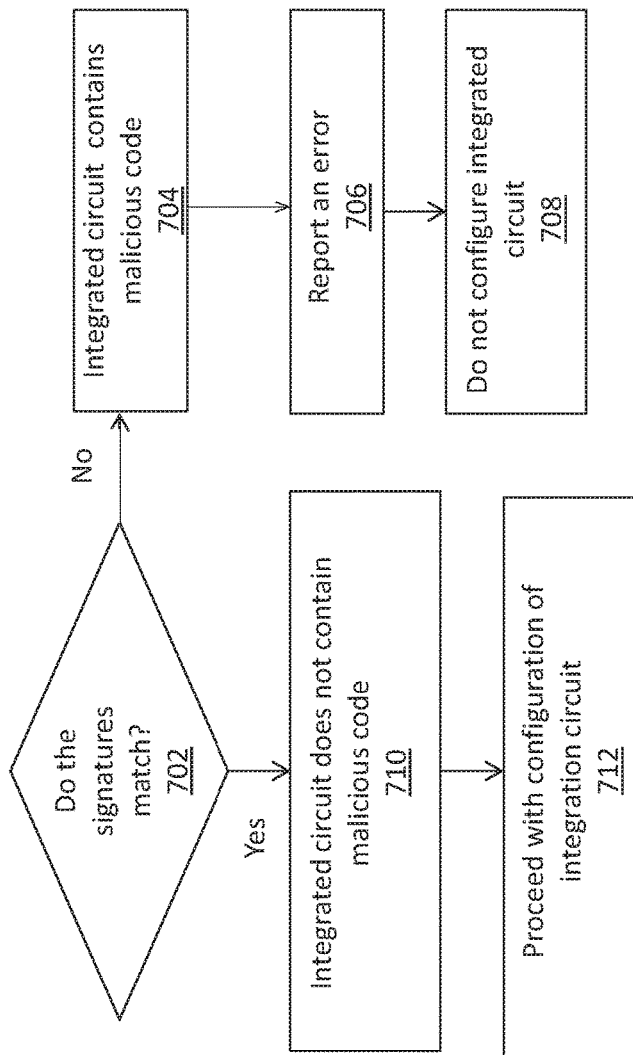 Do the
signatures
match?
702
No
Integrated circuit contains
malicious code
704
Report an error
706
Do not configure integrated
circuit
708
Yes
Integrated circuit does not contain
malicious code
710
Proceed with configuration of
integration circuit
712